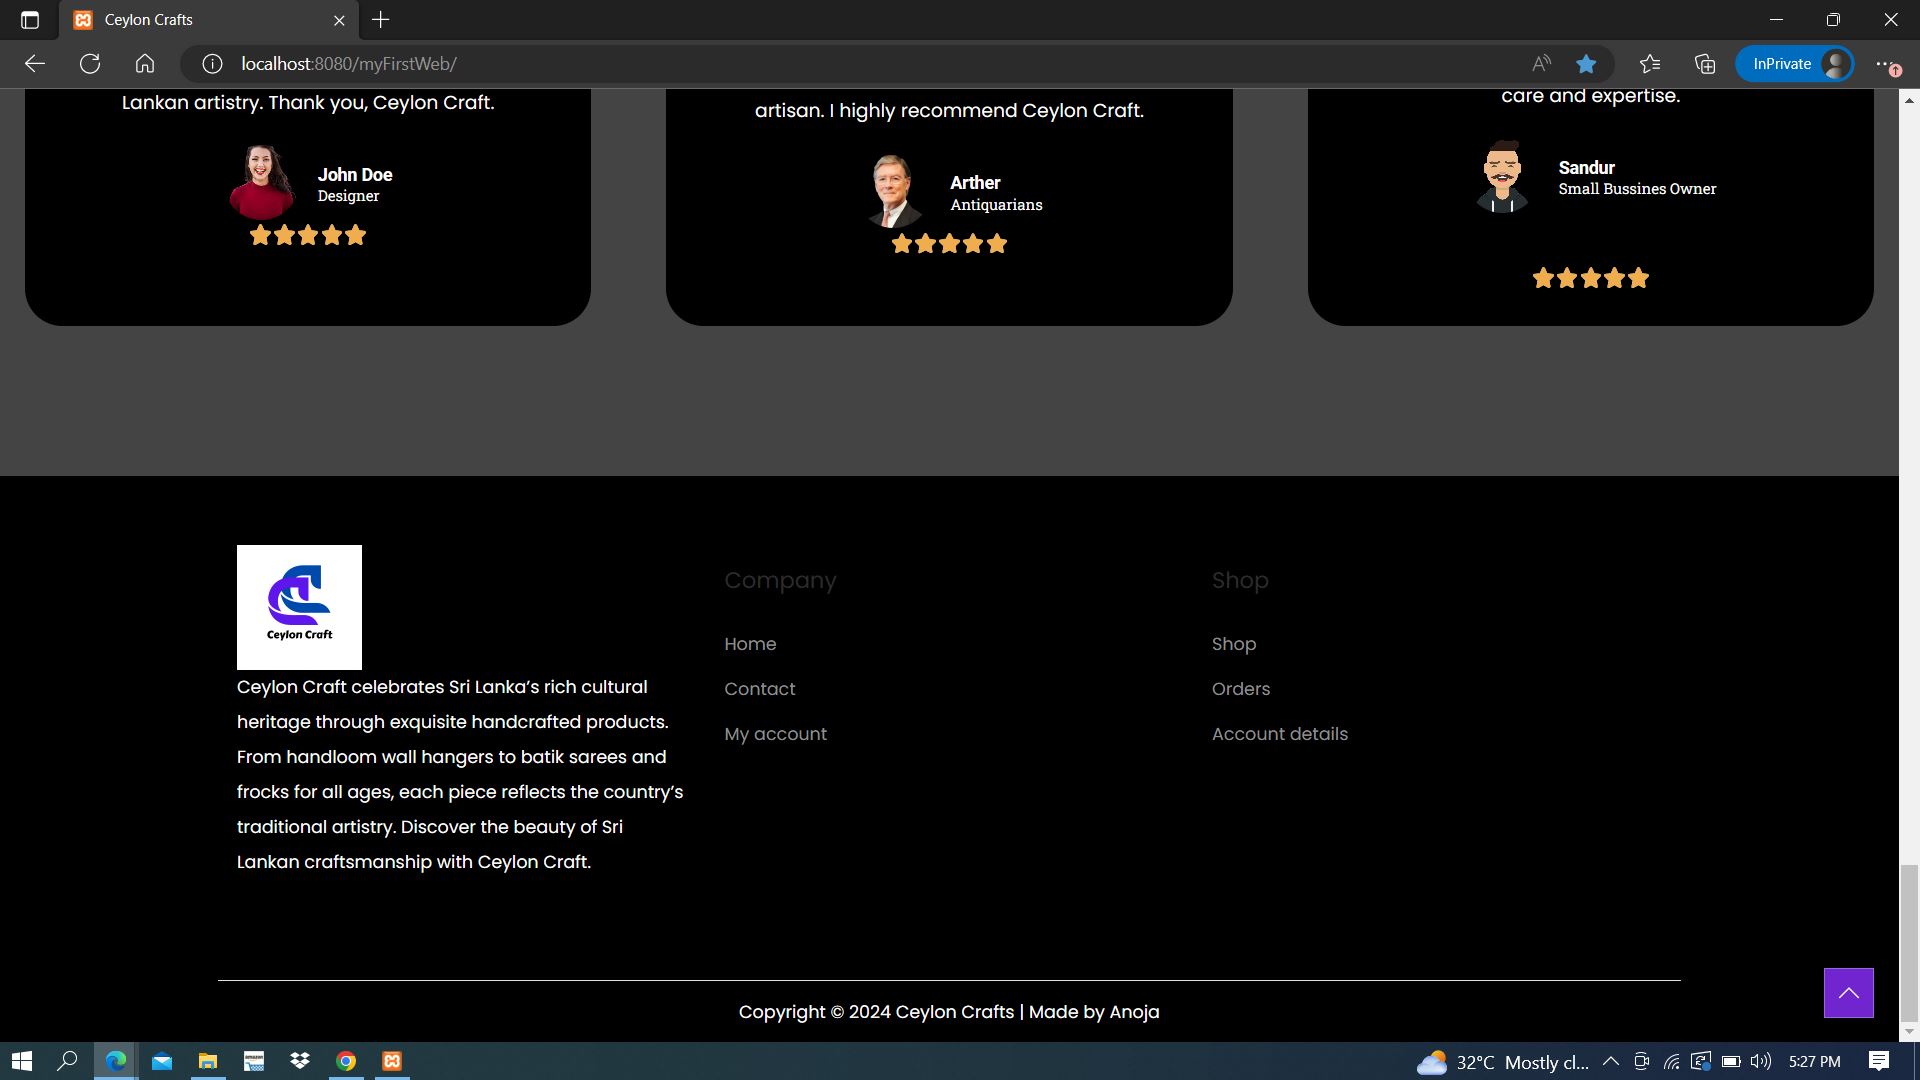 Ceylon Crafts
localhost:8080/myFirstWeb/
InPrivate
Lankan artistry. Thank you, Ceylon Craft.
John Doe
Designer
artisan. I highly recommend Ceylon Craft.
Arther
Antiquarians
care and expertise.
Sandur
Small Bussines Owner
Ceylon Craft
Ceylon Craft celebrates Sri Lanka’s rich cultural
heritage through exquisite handcrafted products.
From handloom wall hangers to batik sarees and
frocks for all ages, each piece reflects the country’s
traditional artistry. Discover the beauty of Sri
Lankan craftsmanship with Ceylon Craft.
Company
Home
Contact
My account
Shop
Shop
Orders
Account details
Copyright © 2024 Ceylon Crafts | Made by Anoja
32°C Mostly cl...
5:27 PM